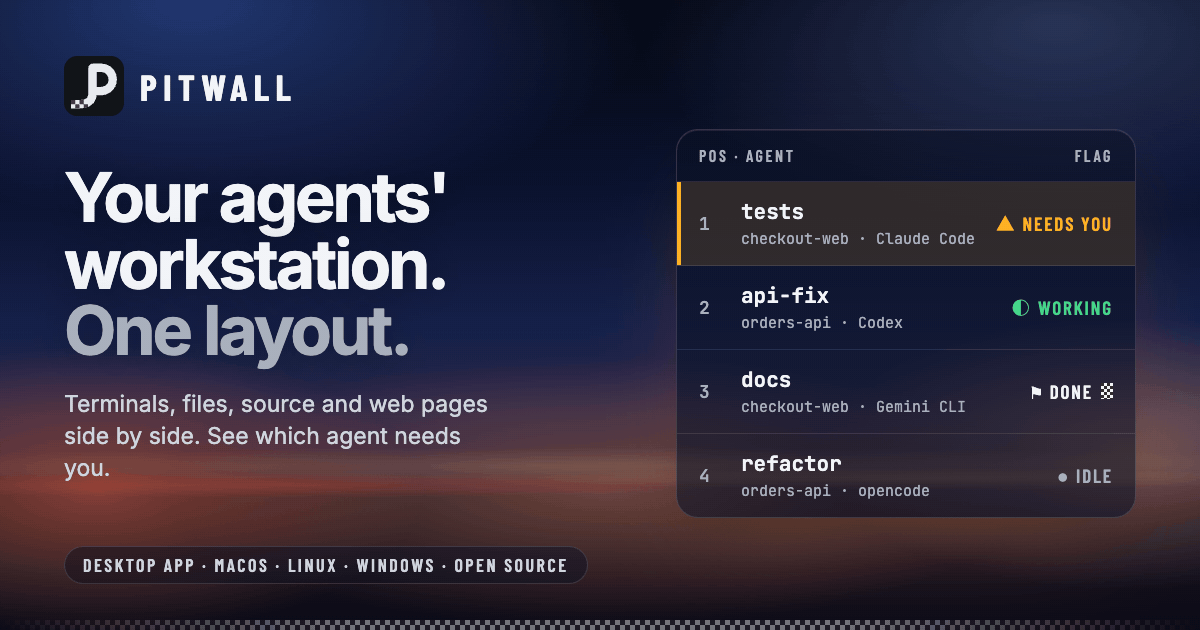 PITWALL
Your agents'
workstation.
One layout.
Terminals, files, source and web pages
side by side. See which agent needs
you.
DESKTOP APP · MACOS · LINUX · WINDOWS · OPEN SOURCE
POS · AGENT FLAG
1 tests ▲ NEEDS YOU
checkout-web · Claude Code
2 api-fix ◐ WORKING
orders-api · Codex
3 docs ⚑ DONE
checkout-web · Gemini CLI
4 refactor ● IDLE
orders-api · opencode